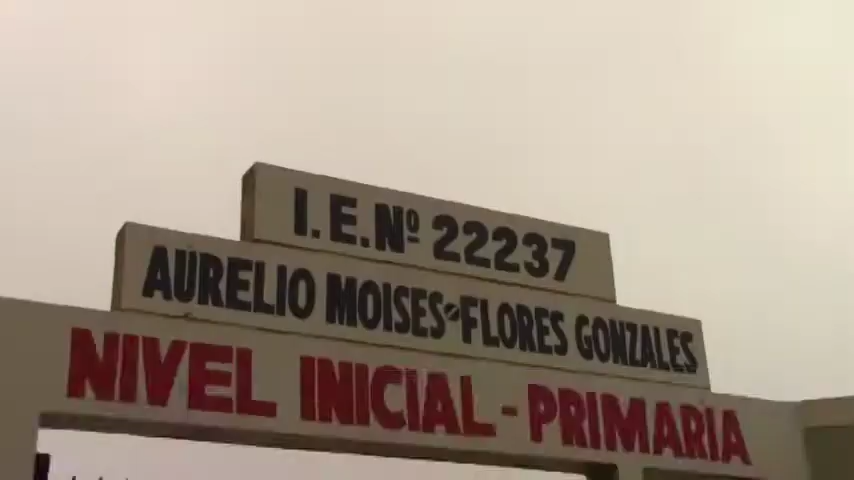 I.E.Nº 22237
AURELIO MOISES FLORES GONZALES
NIVEL INICIAL - PRIMARIA